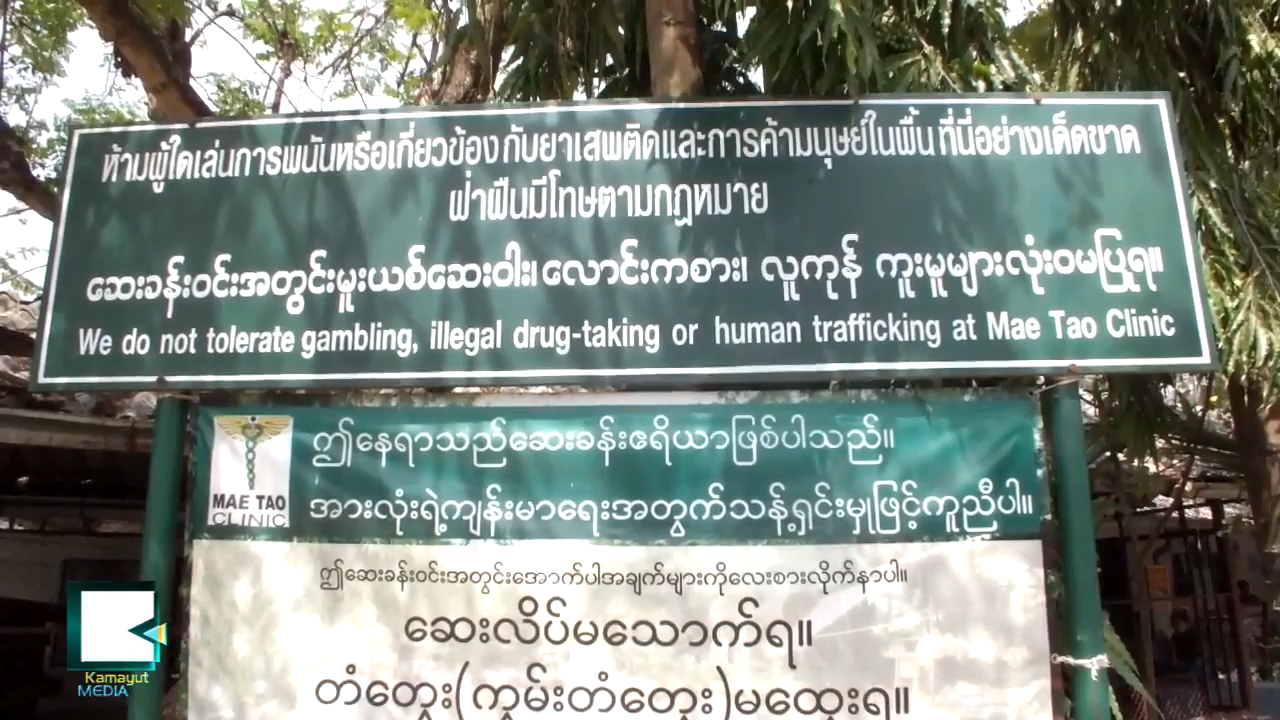 ห้ามผู้ใดเล่นการพนันหรือเกี่ยวข้องกับยาเสพติดและการค้ามนุษย์ในพื้นที่นี่อย่างเด็ดขาด
ฝ่าฝืนมีโทษตามกฎหมาย
ဆေးခန်းဝင်းအတွင်းမူးယစ်ဆေးဝါး၊ လောင်းကစား၊ လူကုန် ကူးမှုများလုံးဝမပြုရ။
We do not tolerate gambling, illegal drug-taking or human trafficking at Mae Tao Clinic
MAE TAO
CLINIC
ဤနေရာသည်ဆေးခန်းဧရိယာဖြစ်ပါသည်။
အားလုံးရဲ့ကျန်းမာရေးအတွက်သန့်ရှင်းမှုဖြင့်ကူညီပါ။
ဤဆေးခန်းဝင်းအတွင်းအောက်ပါအချက်များကိုလေးစားလိုက်နာပါ။
ဆေးလိပ်မသောက်ရ။
တံတွေး(ကွမ်းတံတွေး)မထွေးရ။
Kamayut
MEDIA